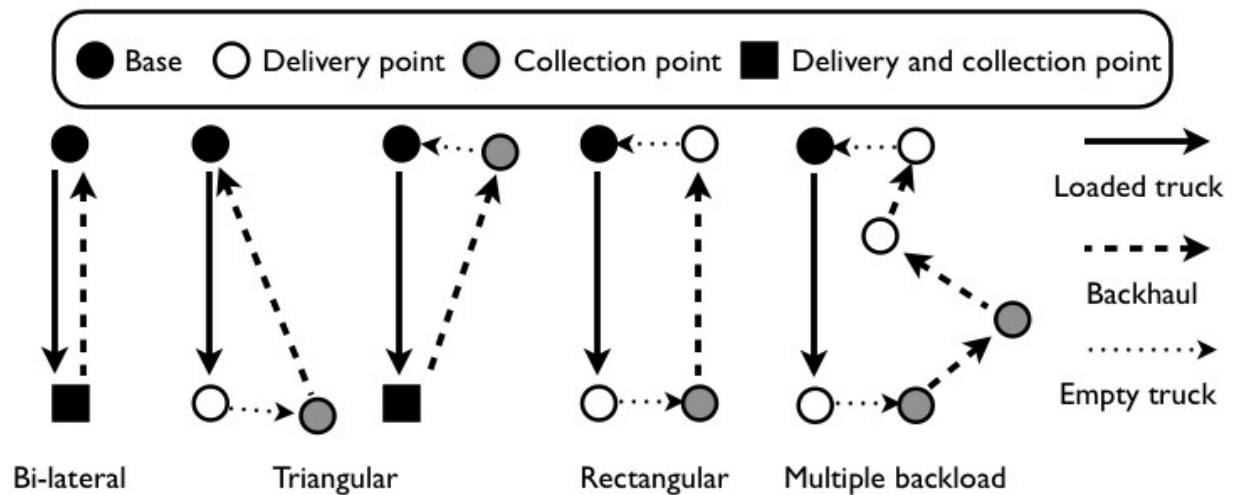 Base Delivery point Collection point Delivery and collection point
Loaded truck
Backhaul
Empty truck
Bi-lateral Triangular Rectangular Multiple backload